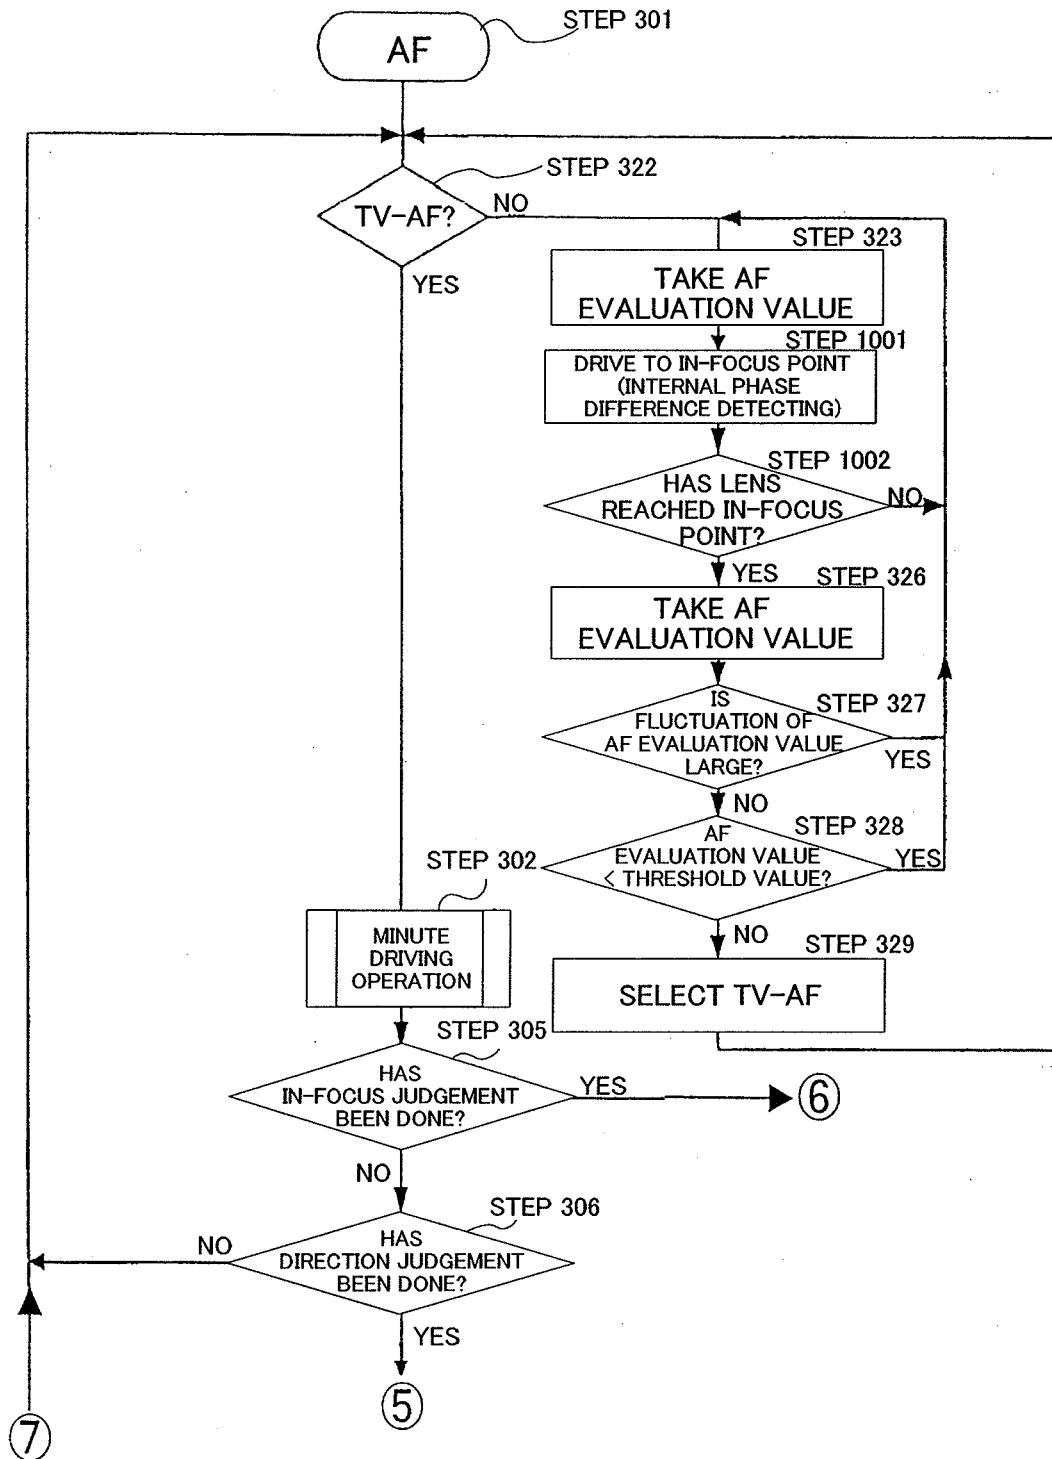 STEP 301
AF
STEP 322
TV-AF?
NO
YES
STEP 323
TAKE AF
EVALUATION VALUE
STEP 1001
DRIVE TO IN-FOCUS POINT
(INTERNAL PHASE
DIFFERENCE DETECTING)
STEP 1002
HAS LENS
REACHED IN-FOCUS
POINT?
NO
YES
STEP 326
TAKE AF
EVALUATION VALUE
STEP 327
IS
FLUCTUATION OF
AF EVALUATION VALUE
LARGE?
YES
NO
STEP 328
AF
EVALUATION VALUE
< THRESHOLD VALUE?
YES
NO
STEP 329
SELECT TV-AF
STEP 302
MINUTE
DRIVING
OPERATION
STEP 305
HAS
IN-FOCUS JUDGEMENT
BEEN DONE?
YES
⑥
NO
STEP 306
HAS
DIRECTION JUDGEMENT
BEEN DONE?
NO
YES
⑤
⑦